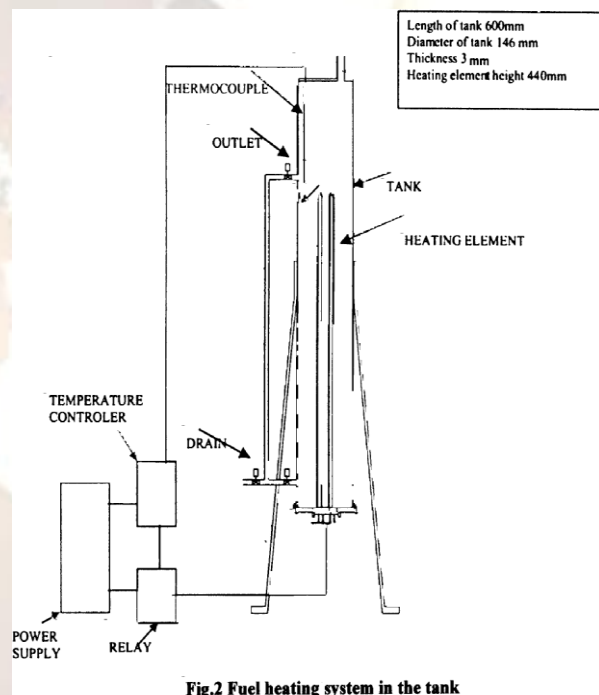 Length of tank 600mm
Diameter of tank 146 mm
Thickness 3 mm
Heating element height 440mm
THERMOCOUPLE
OUTLET
TANK
HEATING ELEMENT
TEMPERATURE
CONTROLER
DRAIN
POWER
SUPPLY
RELAY
Fig.2 Fuel heating system in the tank